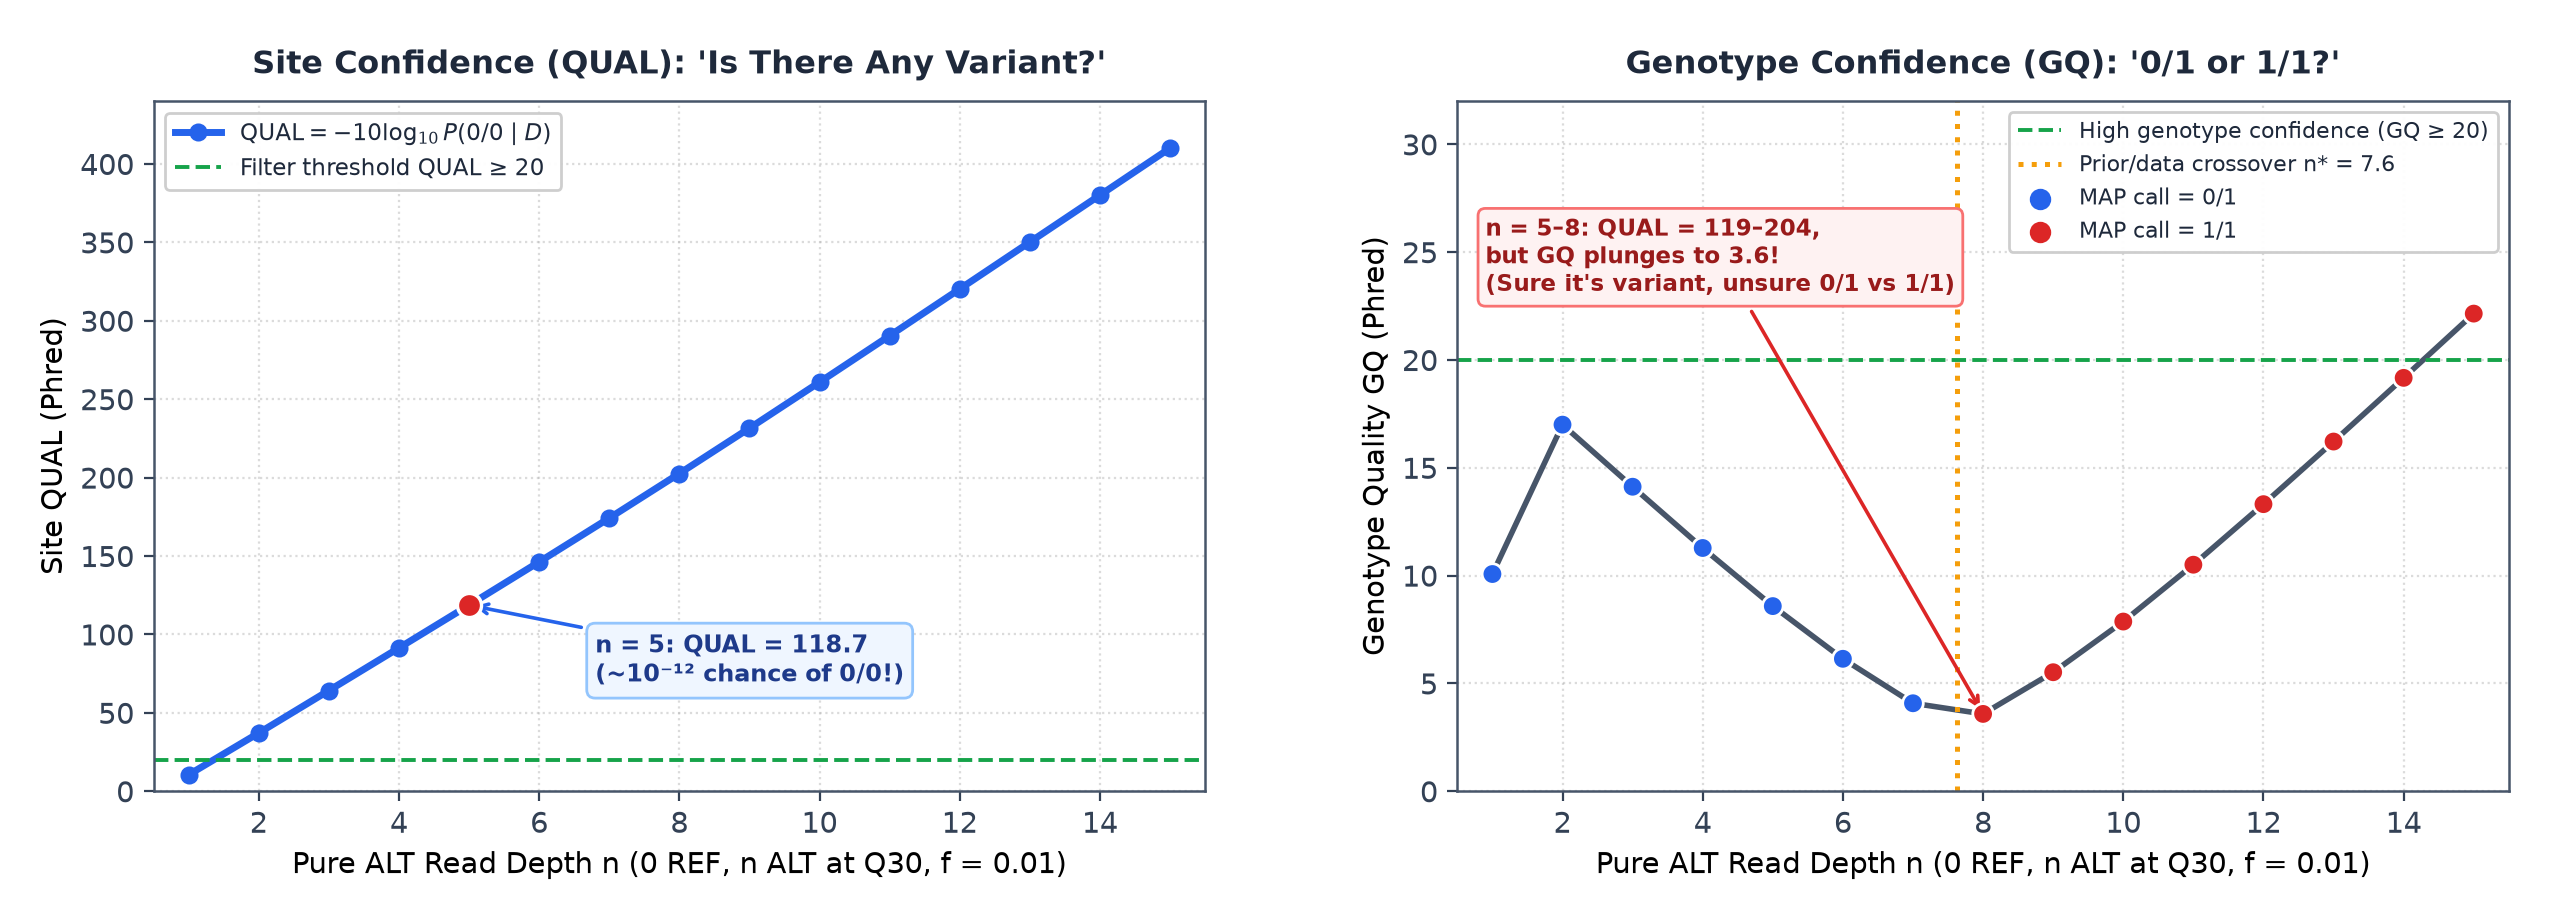 Site Confidence (QUAL): 'Is There Any Variant?'
QUAL = −10log₁₀ P(0/0 | D)
Filter threshold QUAL ≥ 20
n = 5: QUAL = 118.7
(~10⁻¹² chance of 0/0!)
Site QUAL (Phred)
400
350
300
250
200
150
100
50
0
2 4 6 8 10 12 14
Pure ALT Read Depth n (0 REF, n ALT at Q30, f = 0.01)
Genotype Confidence (GQ): '0/1 or 1/1?'
High genotype confidence (GQ ≥ 20)
Prior/data crossover n* = 7.6
MAP call = 0/1
MAP call = 1/1
n = 5–8: QUAL = 119–204,
but GQ plunges to 3.6!
(Sure it's variant, unsure 0/1 vs 1/1)
Genotype Quality GQ (Phred)
30
25
20
15
10
5
0
2 4 6 8 10 12 14
Pure ALT Read Depth n (0 REF, n ALT at Q30, f = 0.01)